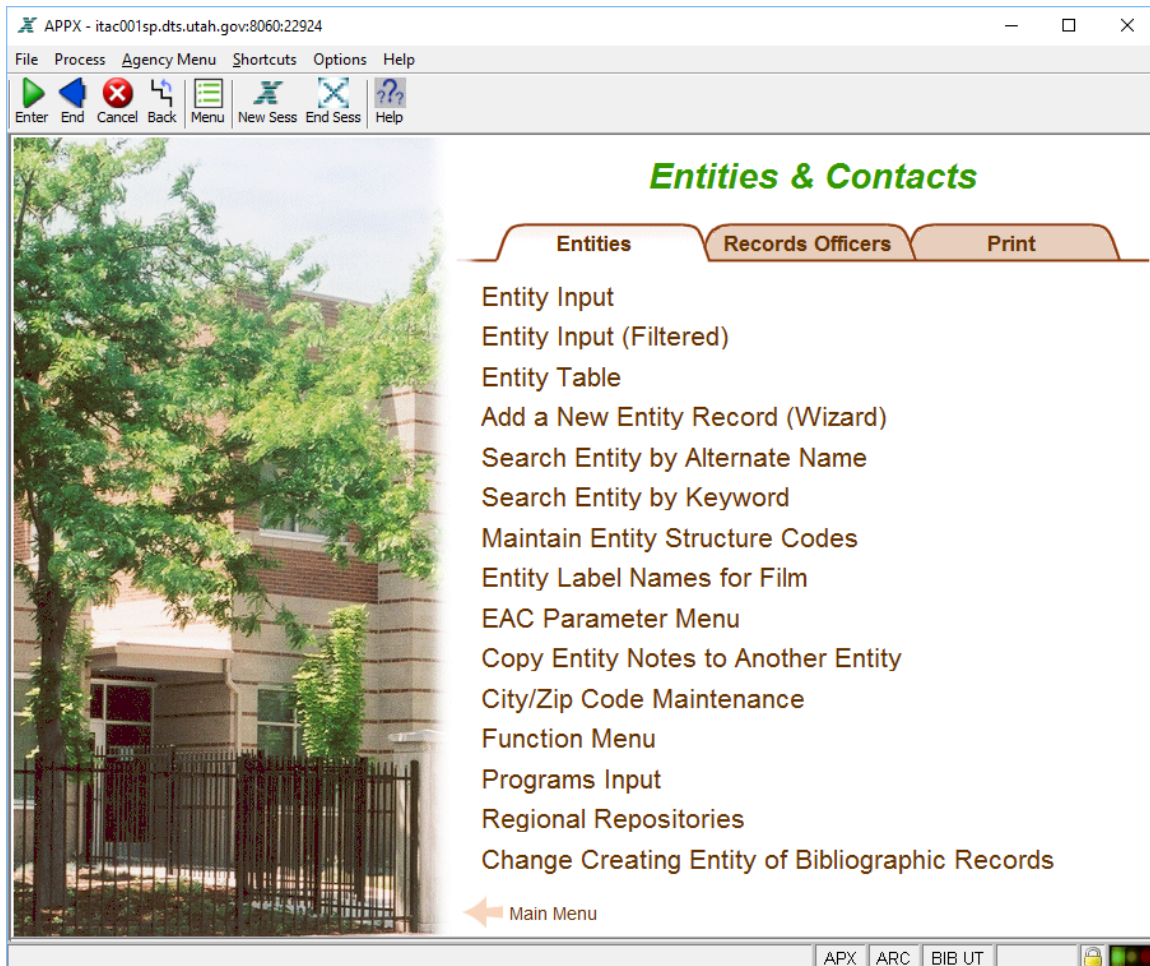 APPX - itac001sp.dts.utah.gov:8060:22924
File Process Agency Menu Shortcuts Options Help
Enter End Cancel Back Menu New Sess End Sess Help
Entities & Contacts
Entities Records Officers Print
Entity Input
Entity Input (Filtered)
Entity Table
Add a New Entity Record (Wizard)
Search Entity by Alternate Name
Search Entity by Keyword
Maintain Entity Structure Codes
Entity Label Names for Film
EAC Parameter Menu
Copy Entity Notes to Another Entity
City/Zip Code Maintenance
Function Menu
Programs Input
Regional Repositories
Change Creating Entity of Bibliographic Records
Main Menu
APX ARC BIB UT